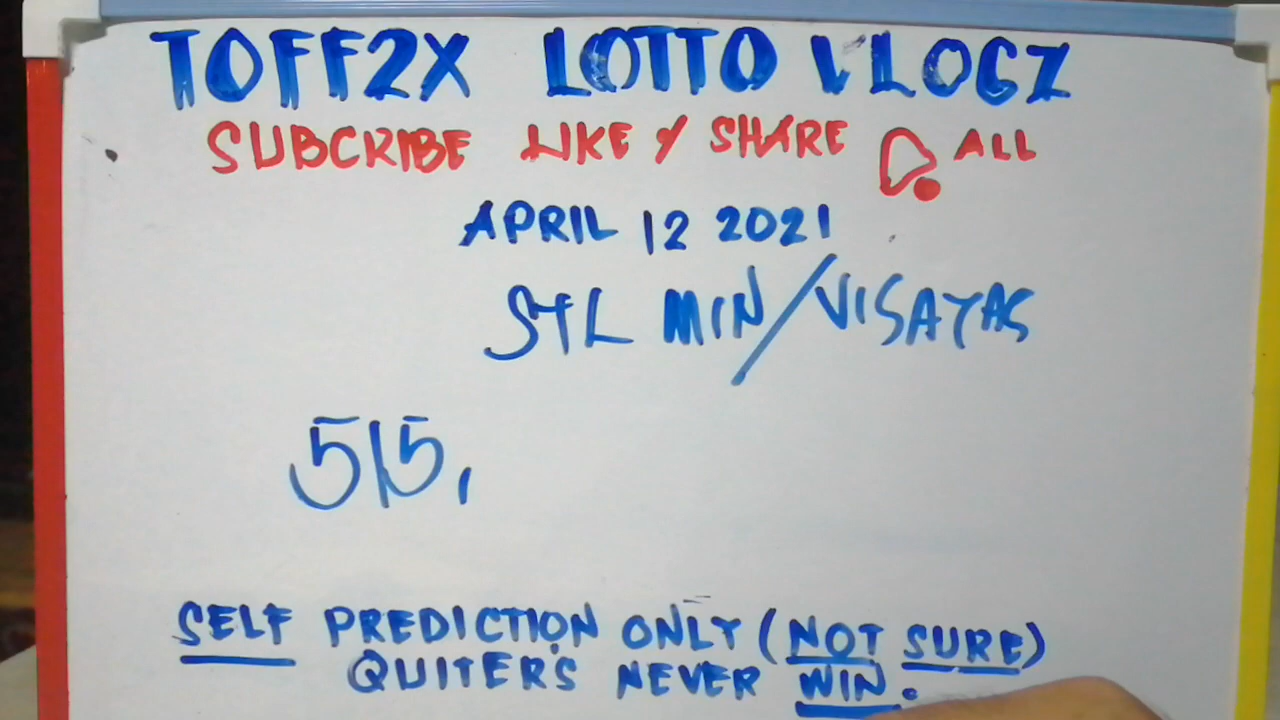 TOFF2X LOTTO VLOGZ
SUBCRIBE LIKE & SHARE ALL
APRIL 12 2021
STL MIN/VISAYAS
515,
SELF PREDICTION ONLY (NOT SURE)
QUITERS NEVER WIN.